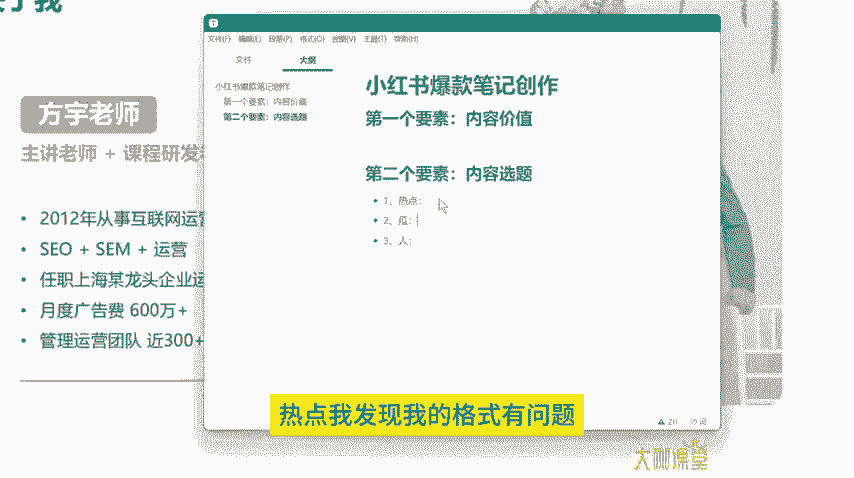 关于我
方宇老师
主讲老师 + 课程研发
2012年从事互联网运营
SEO + SEM + 运营
任职上海某龙头企业运
月度广告费 600万+
管理运营团队 近300+
文件(F) 编辑(E) 段落(P) 格式(O) 视图(V) 主题(T) 帮助(H)
文件 大纲
小红书爆款笔记创作
第一个要素：内容价值
第二个要素：内容选题
小红书爆款笔记创作
第一个要素：内容价值
第二个要素：内容选题
1、热点：
2、瓜：
3、人：
热点我发现我的格式有问题
大咖课堂